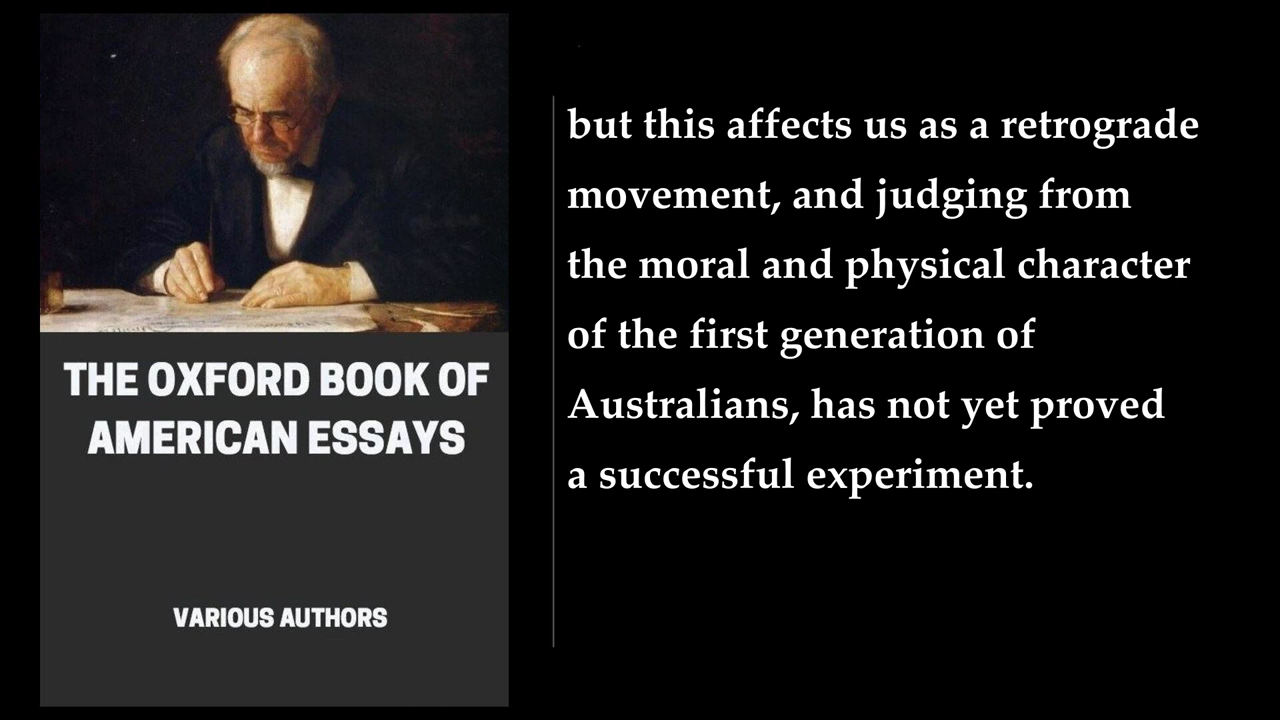 THE OXFORD BOOK OF
AMERICAN ESSAYS
VARIOUS AUTHORS
but this affects us as a retrograde
movement, and judging from
the moral and physical character
of the first generation of
Australians, has not yet proved
a successful experiment.